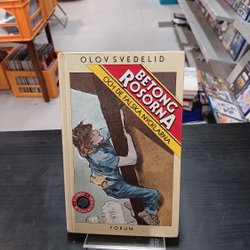 OLOV SVEDELID
BETONG
ROSORNA
OCH DE FALSKA NYCKLARNA
FORUM